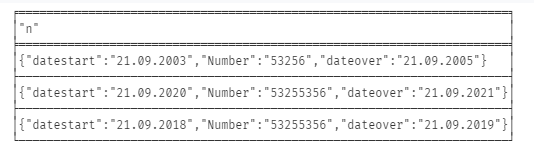 "n"
{"datestart":"21.09.2003","Number":"53256","dateover":"21.09.2005"}
{"datestart":"21.09.2020","Number":"53255356","dateover":"21.09.2021"}
{"datestart":"21.09.2018","Number":"53255356","dateover":"21.09.2019"}